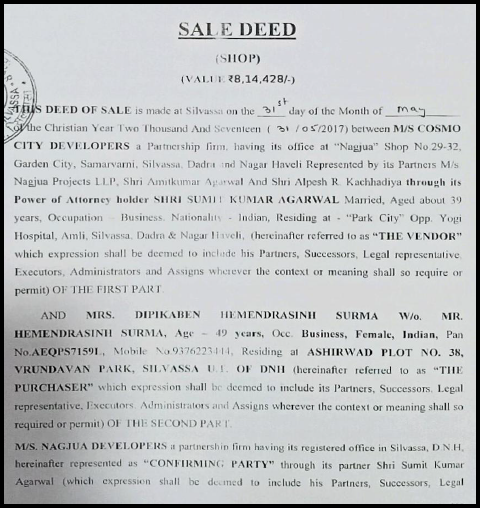 SALE DEED
(SHOP)
(VALUE ₹8,14,428/-)
THIS DEED OF SALE is made at Silvassa on the 31st day of the Month of May
of the Christian Year Two Thousand And Seventeen ( 31 /05/2017) between M/S COSMO
CITY DEVELOPERS a Partnership firm, having its office at "Nagjua" Shop No.29-32,
Garden City, Samarvarni, Silvassa, Dadra and Nagar Haveli Represented by its Partners M/s.
Nagjua Projects LLP, Shri Amitkumar Agarwal And Shri Alpesh R. Kachhadiya through its
Power of Attorney holder SHRI SUMIT KUMAR AGARWAL Married, Aged about 39
years, Occupation - Business, Nationality - Indian, Residing at - "Park City" Opp. Yogi
Hospital, Amli, Silvassa, Dadra & Nagar Haveli, (hereinafter referred to as "THE VENDOR"
which expression shall be deemed to include his Partners, Successors, Legal representative,
Executors, Administrators and Assigns wherever the context or meaning shall so require or
permit) OF THE FIRST PART.
AND MRS. DIPIKABEN HEMENDRASINH SURMA W/o. MR.
HEMENDRASINH SURMA, Age – 49 years, Occ. Business, Female, Indian, Pan
No.AEQPS7159L, Mobile No.9376223444, Residing at ASHIRWAD PLOT NO. 38,
VRUNDAVAN PARK, SILVASSA U.T. OF DNH (hereinafter referred to as "THE
PURCHASER" which expression shall be deemed to include its Partners, Successors, Legal
representative, Executors, Administrators and Assigns wherever the context or meaning shall so
required or permit) OF THE SECOND PART.
M/S. NAGJUA DEVELOPERS a partnership firm having its registered office in Silvassa, D.N.H,
hereinafter represented as "CONFIRMING PARTY" through its partner Shri Sumit Kumar
Agarwal (which expression shall be deemed to include his Partners, Successors, Legal